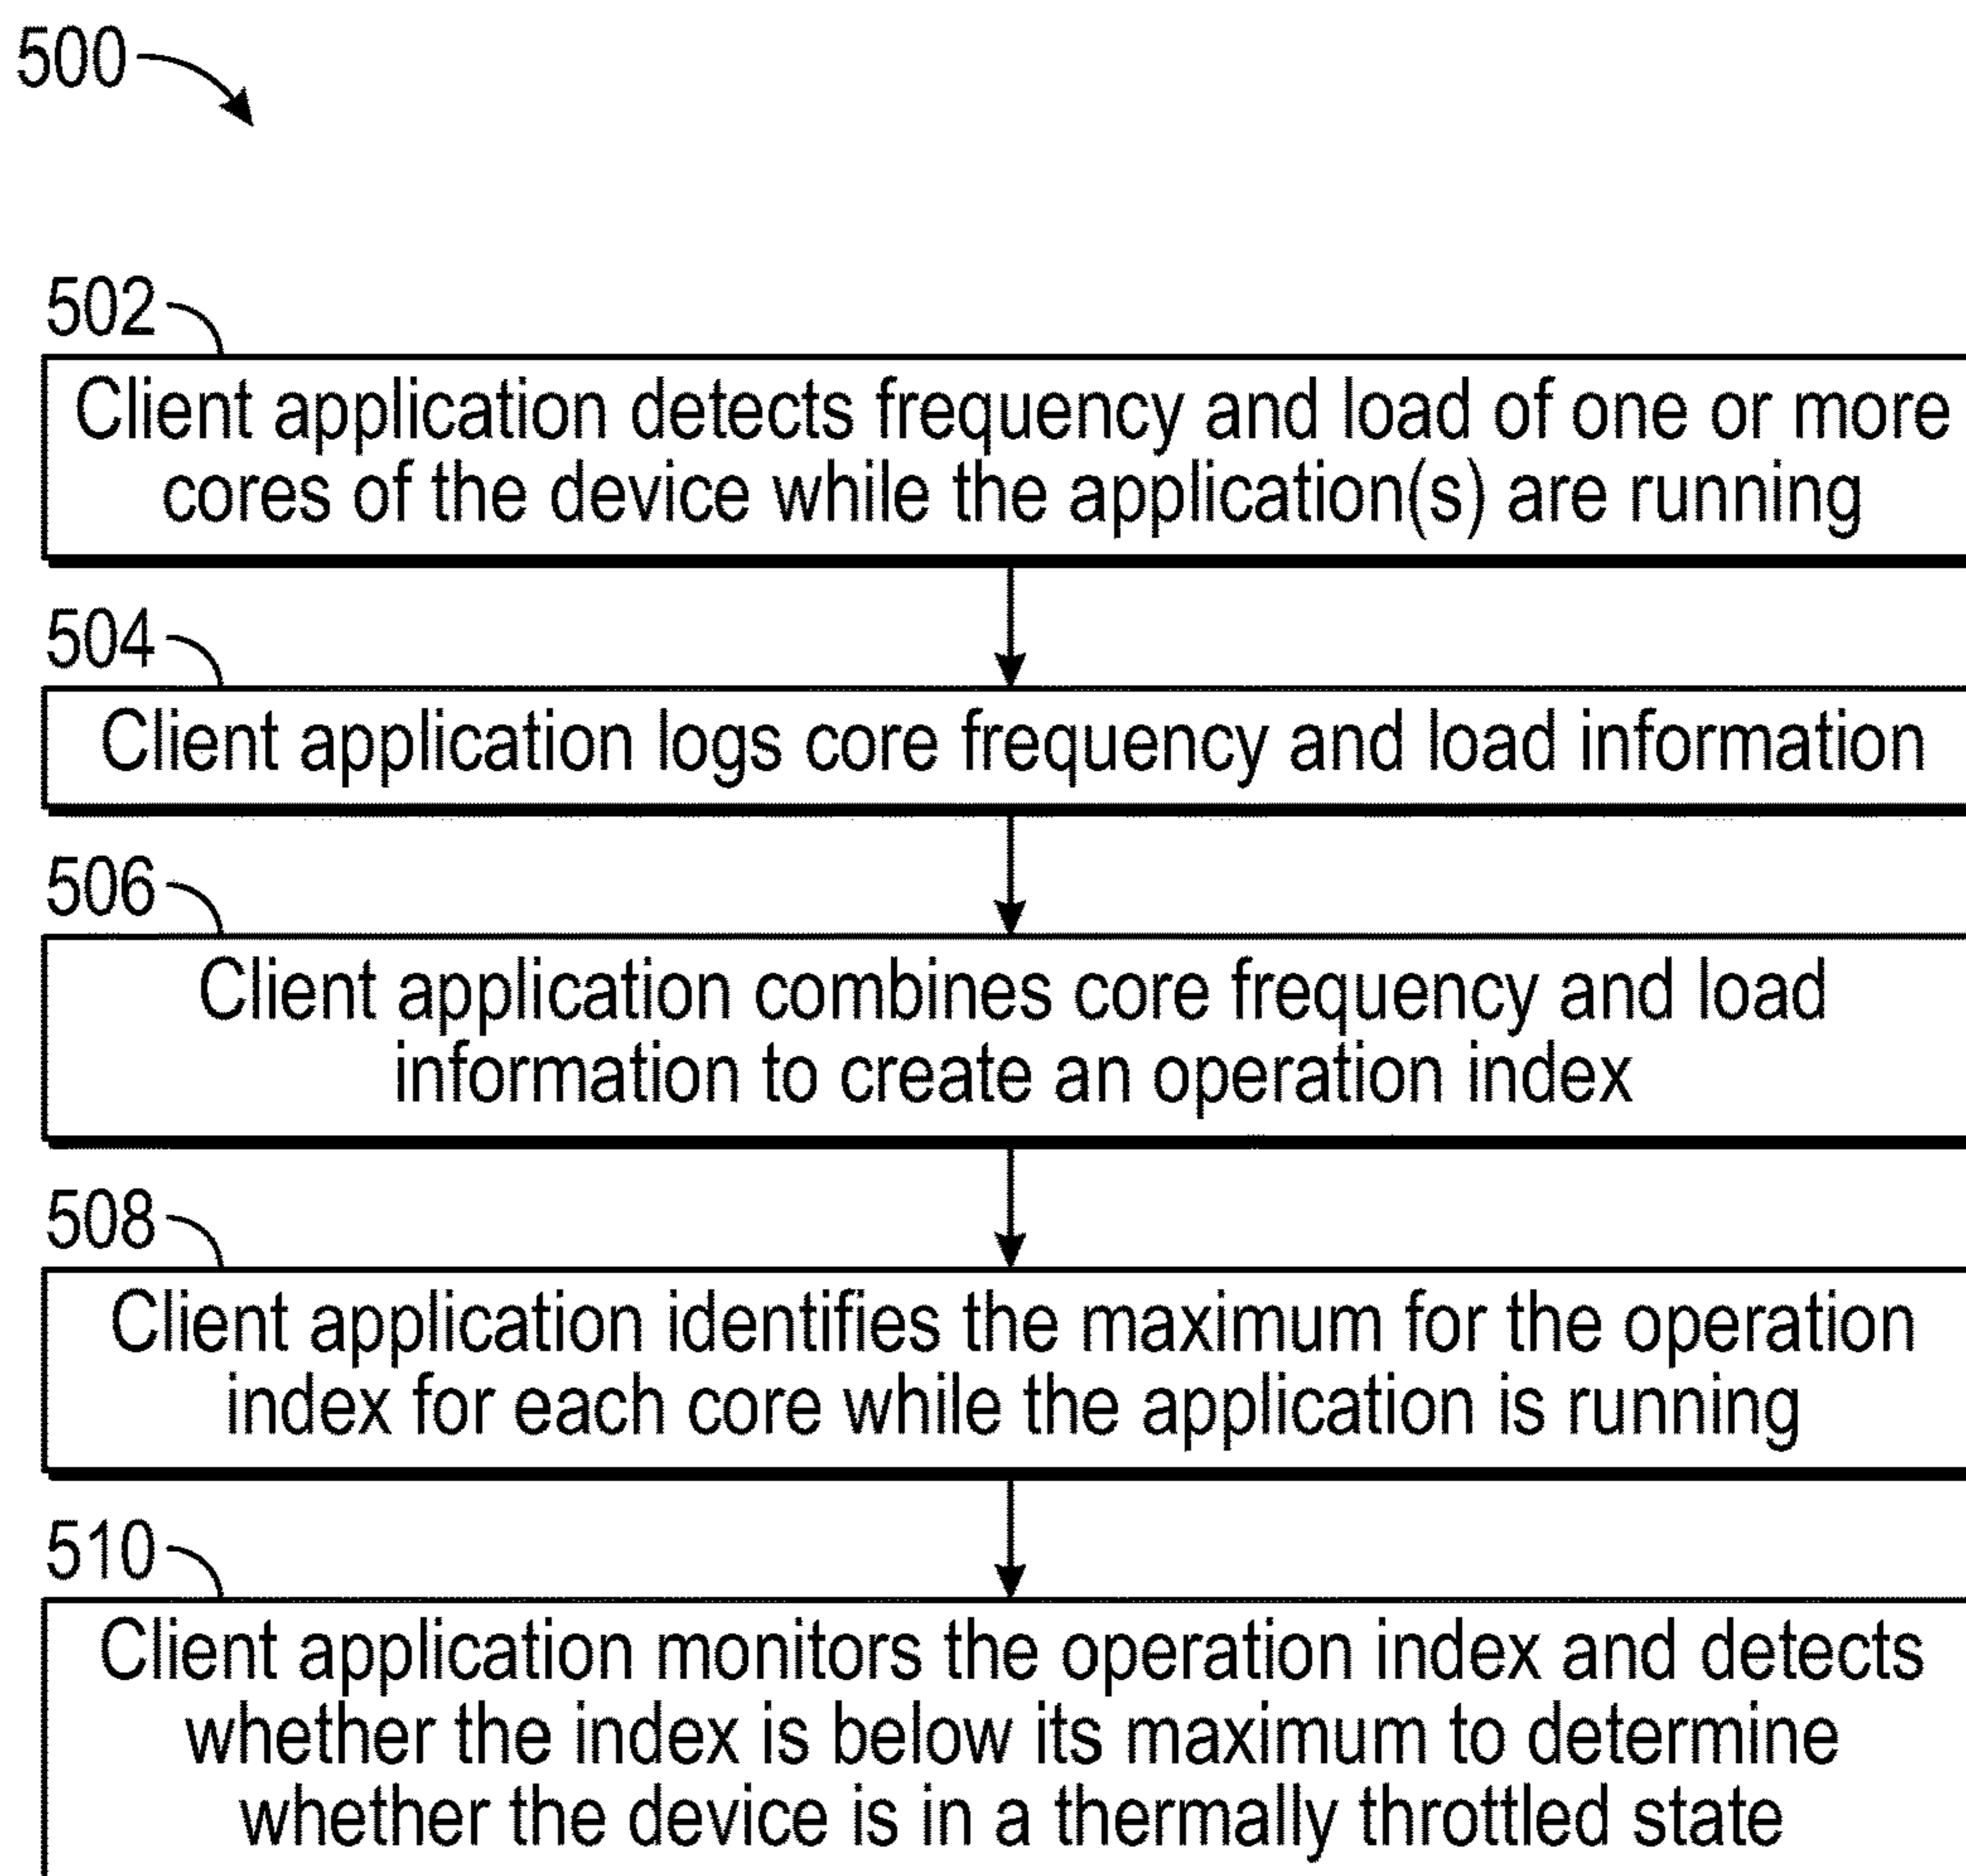 500
502
Client application detects frequency and load of one or more
cores of the device while the application(s) are running
504
Client application logs core frequency and load information
506
Client application combines core frequency and load
information to create an operation index
508
Client application identifies the maximum for the operation
index for each core while the application is running
510
Client application monitors the operation index and detects
whether the index is below its maximum to determine
whether the device is in a thermally throttled state